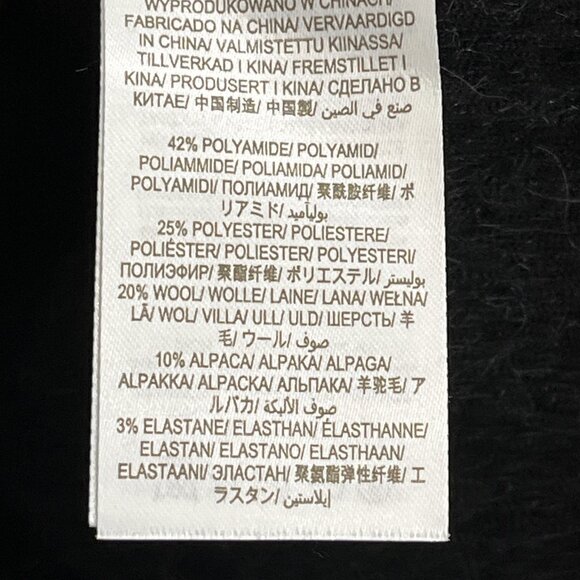 WYPRODUKOWANO W CHINACH/
FABRICADO NA CHINA/ VERVAARDIGD
IN CHINA/ VALMISTETTU KIINASSA/
TILLVERKAD I KINA/ FREMSTILLET I
KINA/ PRODUSERT I KINA/ СДЕЛАНО В
КИТАЕ/ 中国制造/ 中國製/ صنع في الصين
42% POLYAMIDE/ POLYAMID/
POLIAMMIDE/ POLIAMIDA/ POLIAMID/
POLYAMIDI/ ПОЛИАМИД/ 聚酰胺纤维/ ポ
リアミド/ بولياميد
25% POLYESTER/ POLIESTERE/
POLIÉSTER/ POLIESTER/ POLYESTERI/
ПОЛИЭФИР/ 聚酯纤维/ ポリエステル/ بوليستر
20% WOOL/ WOLLE/ LAINE/ LANA/ WEŁNA/
LÃ/ WOL/ VILLA/ ULL/ ULD/ ШЕРСТЬ/ 羊
毛/ ウール/ صوف
10% ALPACA/ ALPAKA/ ALPAGA/
ALPAKKA/ ALPACKA/ АЛЬПАКА/ 羊驼毛/ ア
ルパカ/ صوف الألبكة
3% ELASTANE/ ELASTHAN/ ÉLASTHANNE/
ELASTAN/ ELASTANO/ ELASTHAAN/
ELASTAANI/ ЭЛАСТАН/ 聚氨酯弹性纤维/ エ
ラスタン/ إيلاستين